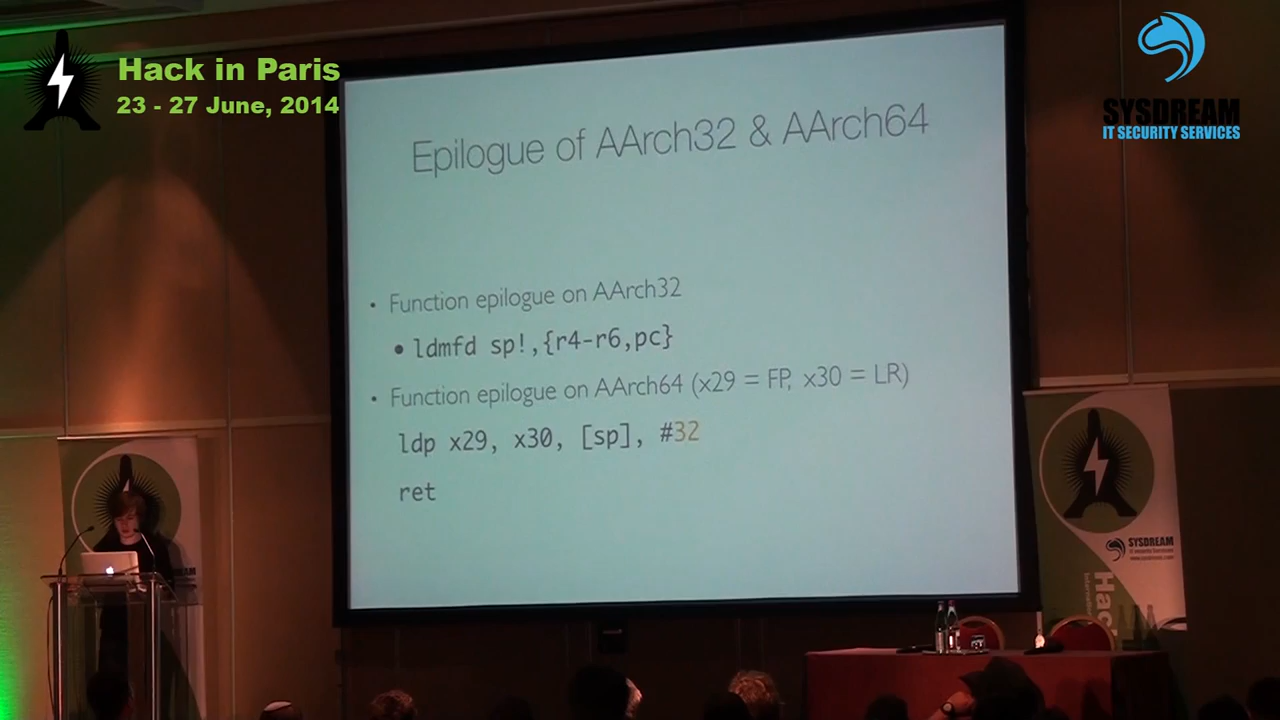 Hack in Paris
23 - 27 June, 2014
SYSDREAM
IT SECURITY SERVICES
Epilogue of AArch32 & AArch64
• Function epilogue on AArch32
• ldmfd sp!,{r4-r6,pc}
• Function epilogue on AArch64 (x29 = FP, x30 = LR)
ldp x29, x30, [sp], #32
ret
SYSDREAM
Hack